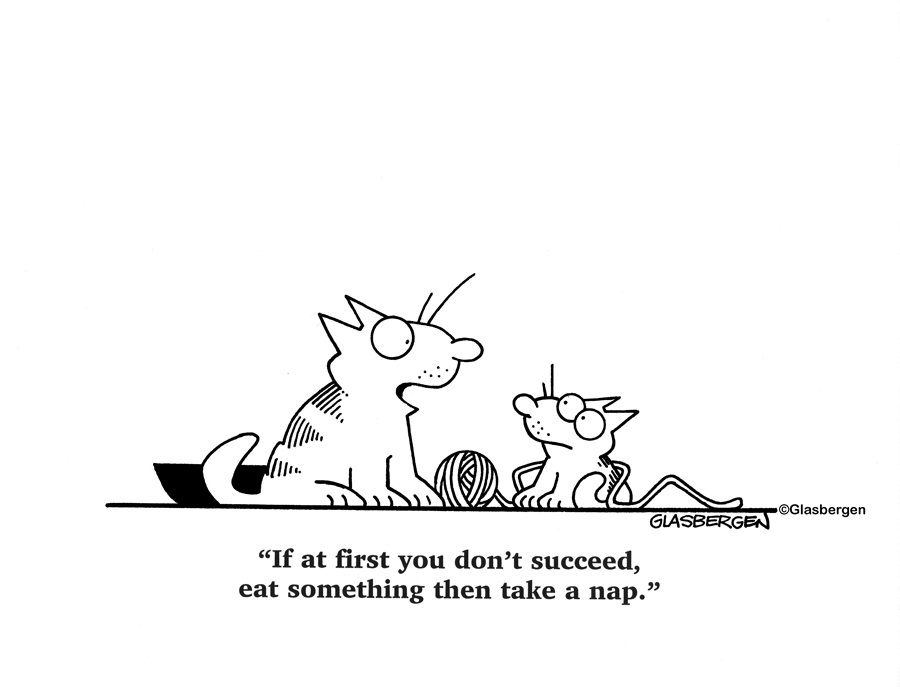 GLASBERGEN
©Glasbergen
“If at first you don’t succeed,
eat something then take a nap.”